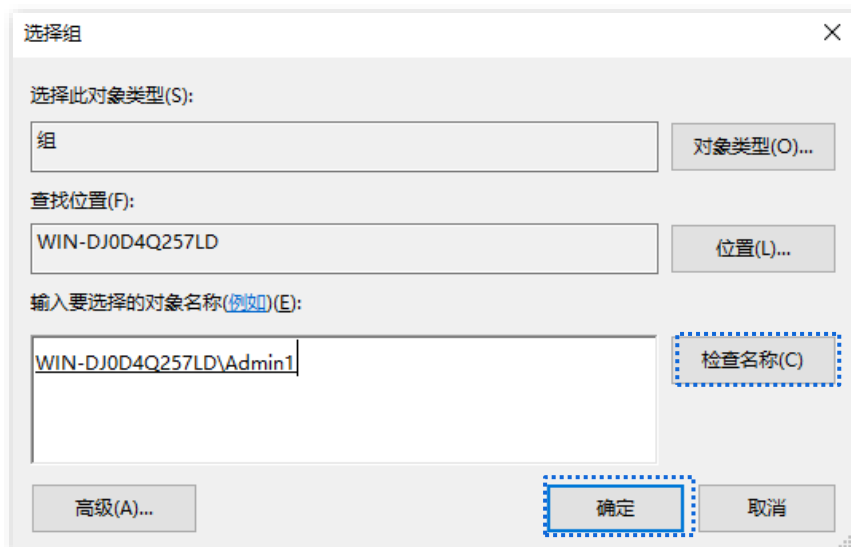 选择组
选择此对象类型(S):
组
对象类型(O)...
查找位置(F):
WIN-DJ0D4Q257LD
位置(L)...
输入要选择的对象名称(例如)(E):
WIN-DJ0D4Q257LD\Admin1
检查名称(C)
高级(A)...
确定
取消